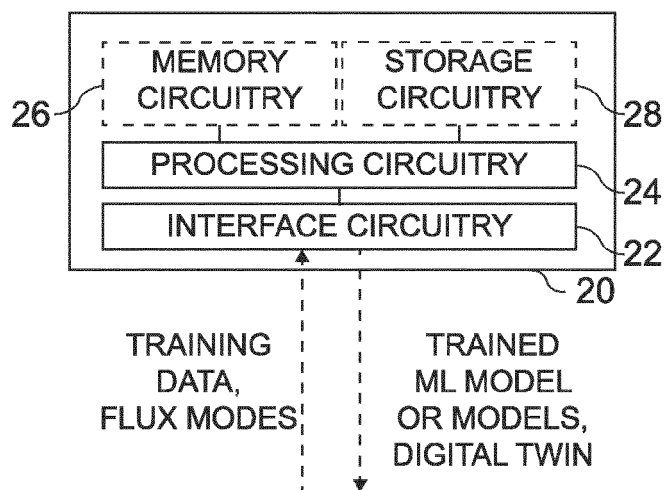 MEMORY
CIRCUITRY
STORAGE
CIRCUITRY
26
28
PROCESSING CIRCUITRY
24
INTERFACE CIRCUITRY
22
20
TRAINING
DATA,
FLUX MODES
TRAINED
ML MODEL
OR MODELS,
DIGITAL TWIN